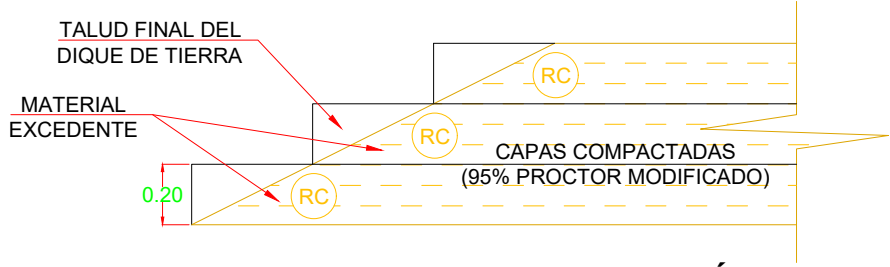 TALUD FINAL DEL
DIQUE DE TIERRA
RC
MATERIAL
EXCEDENTE
RC
CAPAS COMPACTADAS
(95% PROCTOR MODIFICADO)
0.20
RC